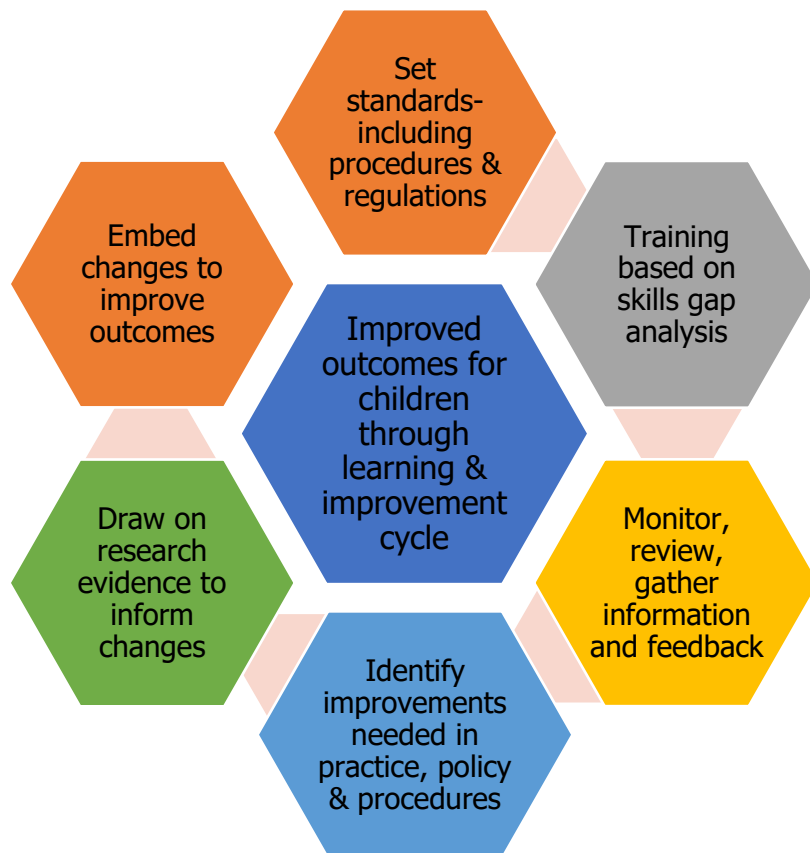 Set
standards-
including
procedures &
regulations
Training
based on
skills gap
analysis
Monitor,
review,
gather
information
and feedback
Identify
improvements
needed in
practice, policy
& procedures
Draw on
research
evidence to
inform
changes
Embed
changes to
improve
outcomes
Improved
outcomes for
children
through
learning &
improvement
cycle